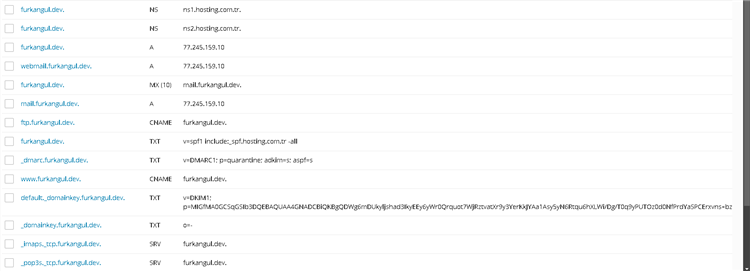 furkangul.dev. NS ns1.hosting.com.tr.
furkangul.dev. NS ns2.hosting.com.tr.
furkangul.dev. A 77.245.159.10
webmail.furkangul.dev. A 77.245.159.10
furkangul.dev. MX (10) mail.furkangul.dev.
mail.furkangul.dev. A 77.245.159.10
ftp.furkangul.dev. CNAME furkangul.dev.
furkangul.dev. TXT v=spf1 include:_spf.hosting.com.tr -all
_dmarc.furkangul.dev. TXT v=DMARC1; p=quarantine; adkim=s; aspf=s
www.furkangul.dev. CNAME furkangul.dev.
default._domainkey.furkangul.dev. TXT v=DKIM1;
_domainkey.furkangul.dev. TXT o=-
_imaps._tcp.furkangul.dev. SRV furkangul.dev.
_pop3s._tcp.furkangul.dev. SRV furkangul.dev.